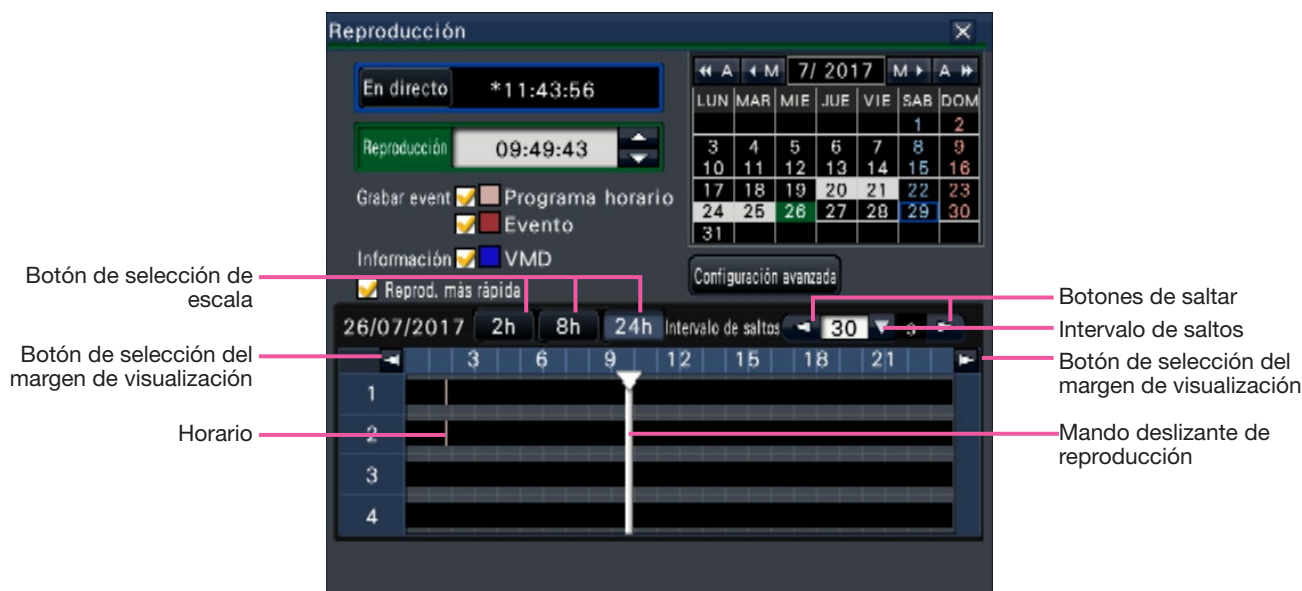 Reproducción
En directo *11:43:56
Reproducción 09:49:43
Grabar event Programa horario
Evento
Información VMD
Reprod. más rápida
A M 7/ 2017 M A
LUN MAR MIE JUE VIE SAB DOM
1 2
3 4 5 6 7 8 9
10 11 12 13 14 15 16
17 18 19 20 21 22 23
24 25 26 27 28 29 30
31
Configuración avanzada
26/07/2017 2h 8h 24h Intervalo de saltos 30
3 6 9 12 15 18 21
1
2
3
4
Botón de selección de
escala
Botón de selección del
margen de visualización
Horario
Botones de saltar
Intervalo de saltos
Botón de selección del
margen de visualización
Mando deslizante de
reproducción